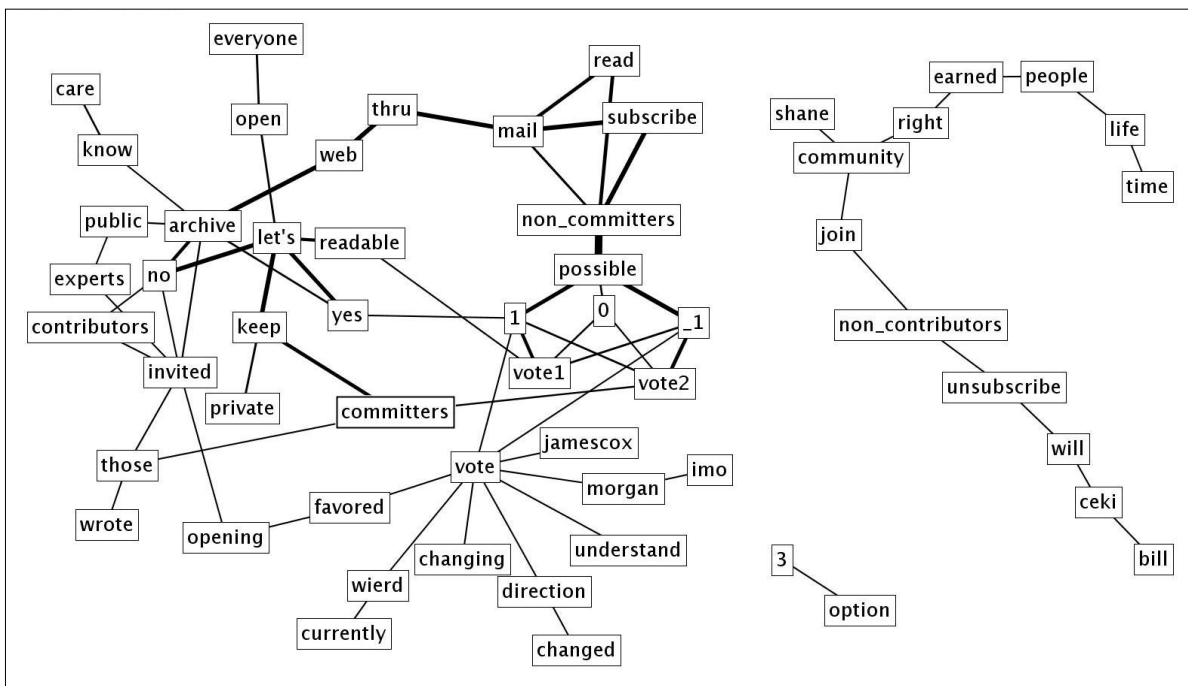 everyone
read
earned
people
care
thru
subscribe
shane
open
mail
right
life
know
web
community
time
public
archive
non_committers
let's
readable
join
experts
no
possible
contributors
keep
yes
1
0
_1
non_contributors
invited
vote1
vote2
unsubscribe
private
committers
jamescox
will
those
vote
morgan
imo
favored
ceki
wrote
opening
changing
understand
3
bill
wierd
direction
option
currently
changed